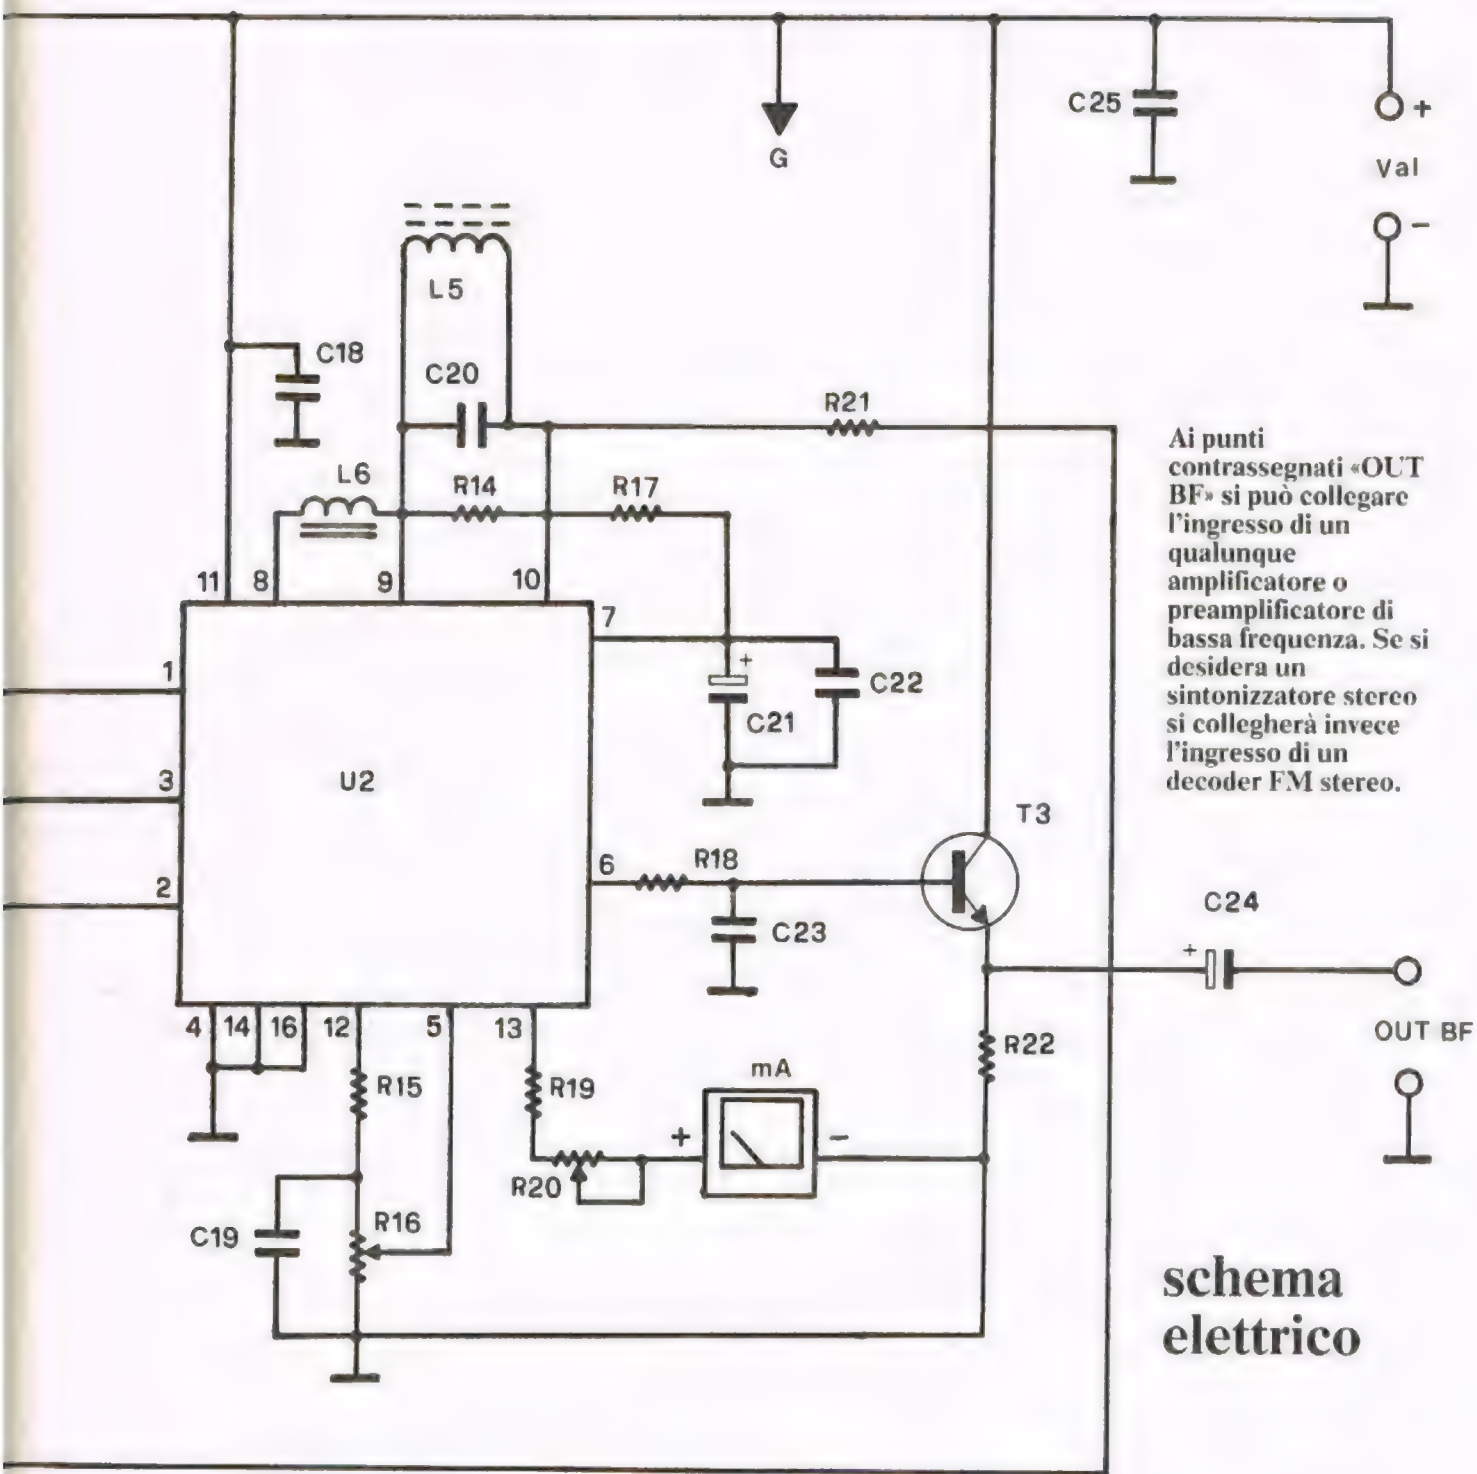 C25
+
Val
−
G
L5
C18
C20
R21
L6
R14
R17
Ai punti
contrassegnati «OUT
BF» si può collegare
l'ingresso di un
qualunque
amplificatore o
preamplificatore di
bassa frequenza. Se si
desidera un
sintonizzatore stereo
si collegherà invece
l'ingresso di un
decoder FM stereo.
11 8 9 10
7
1
+
C22
C21
3
U2
T3
2
6
R18
C23
C24
+
4 14 16 12 5 13
OUT BF
R22
R15
R19
mA
+ −
R20
R16
C19
schema
elettrico